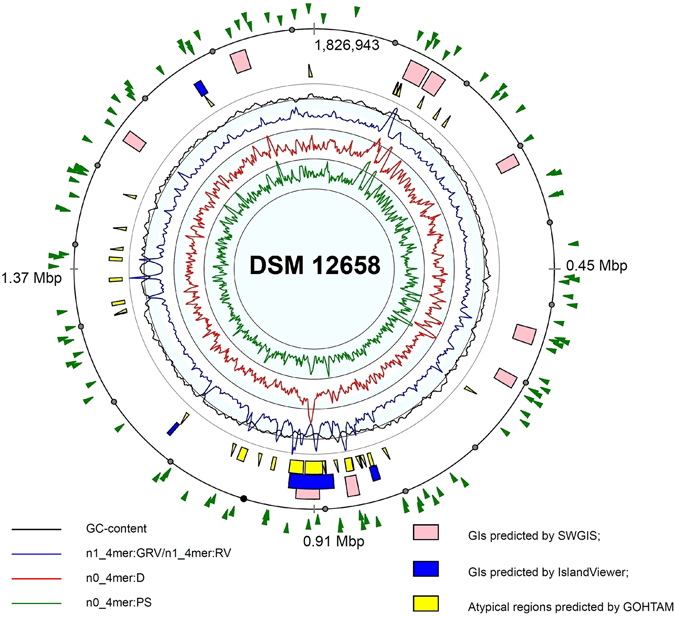 1,826,943
DSM 12658
0.45 Mbp
1.37 Mbp
0.91 Mbp
GC-content
n1_4mer:GRV/n1_4mer:RV
n0_4mer:D
n0_4mer:PS
GIs predicted by SWGIS;
GIs predicted by IslandViewer;
Atypical regions predicted by GOHTAM